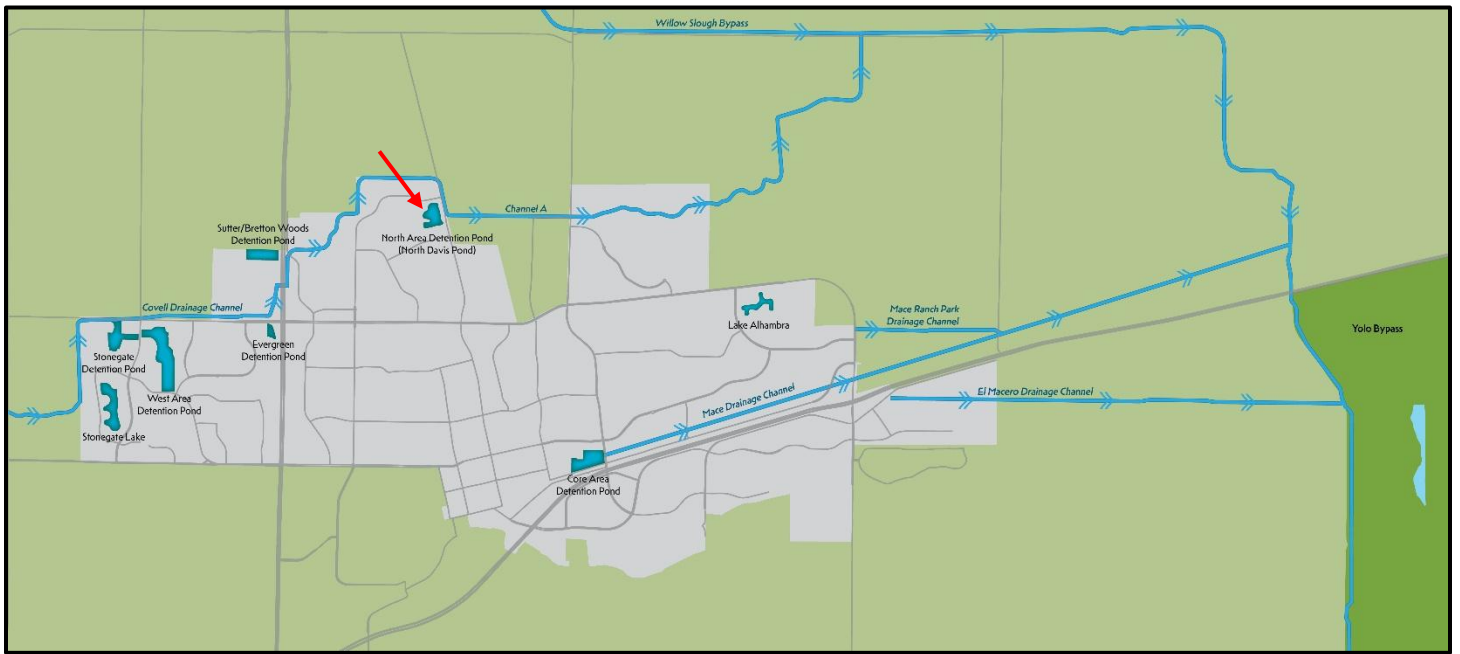 Willow Slough Bypass
Sutter/Bretton Woods
Detention Pond
North Area Detention Pond
(North Davis Pond)
Channel A
Covell Drainage Channel
Stonegate
Detention Pond
West Area
Detention Pond
Evergreen
Detention Pond
Stonegate Lake
Lake Alhambra
Mace Ranch Park
Drainage Channel
Yolo Bypass
Mace Drainage Channel
El Macero Drainage Channel
Core Area
Detention Pond